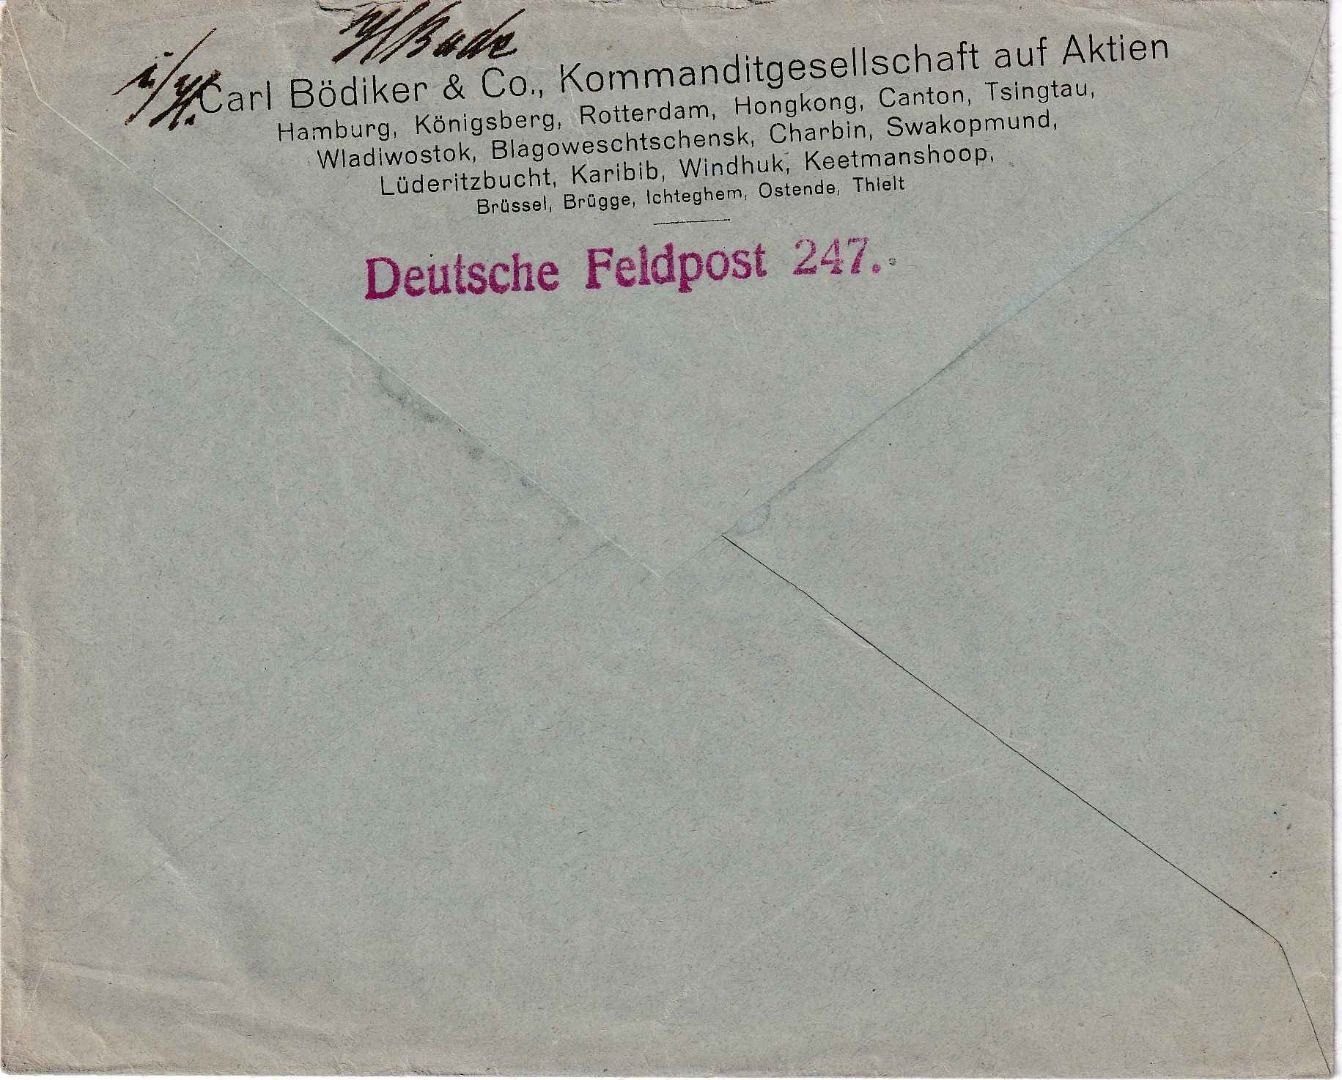 Carl Bödiker & Co., Kommanditgesellschaft auf Aktien
Hamburg, Königsberg, Rotterdam, Hongkong, Canton, Tsingtau,
Wladiwostok, Blagoweschtschensk, Charbin, Swakopmund,
Lüderitzbucht, Karibib, Windhuk, Keetmanshoop,
Brüssel, Brügge, Ichteghem, Ostende, Thielt
Deutsche Feldpost 247.